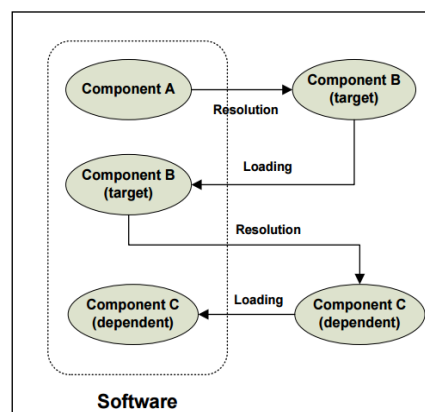 Component A
Component B
(target)
Resolution
Loading
Component B
(target)
Resolution
Component C
(dependent)
Loading
Component C
(dependent)
Software